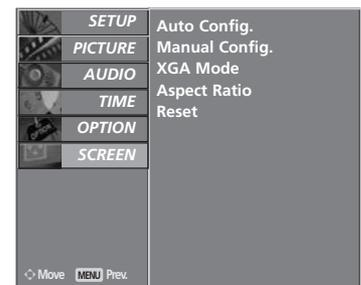 SETUP
PICTURE
AUDIO
TIME
OPTION
SCREEN
Auto Config.
Manual Config.
XGA Mode
Aspect Ratio
Reset
Move MENU Prev.